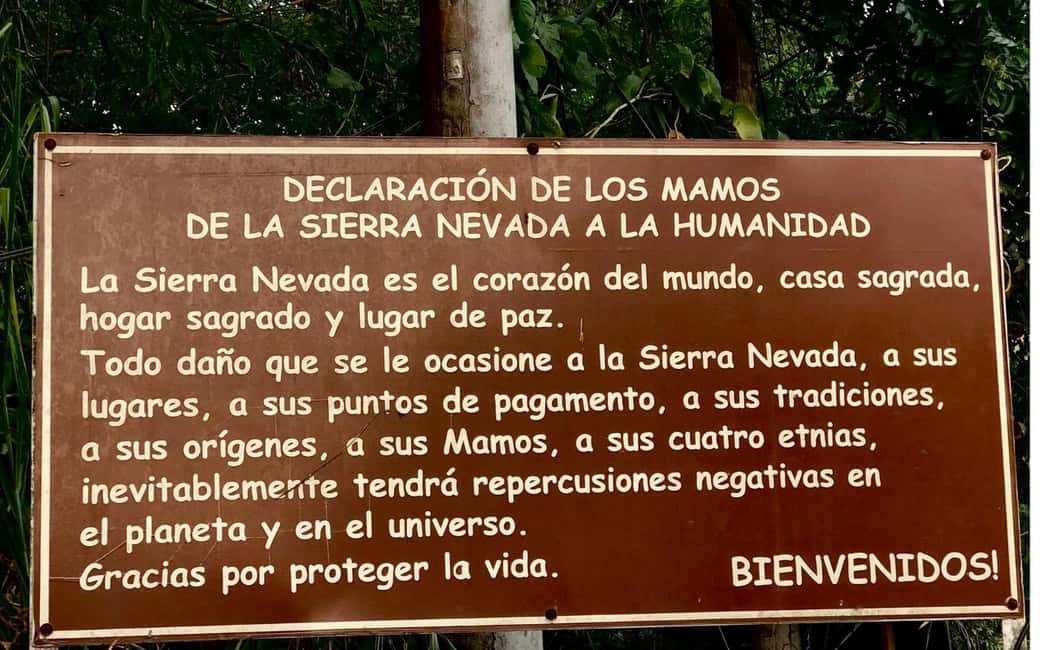 DECLARACIÓN DE LOS MAMOS
DE LA SIERRA NEVADA A LA HUMANIDAD
La Sierra Nevada es el corazón del mundo, casa sagrada,
hogar sagrado y lugar de paz.
Todo daño que se le ocasione a la Sierra Nevada, a sus
lugares, a sus puntos de pagamento, a sus tradiciones,
a sus orígenes, a sus Mamos, a sus cuatro etnias,
inevitablemente tendrá repercusiones negativas en
el planeta y en el universo.
Gracias por proteger la vida.
BIENVENIDOS!